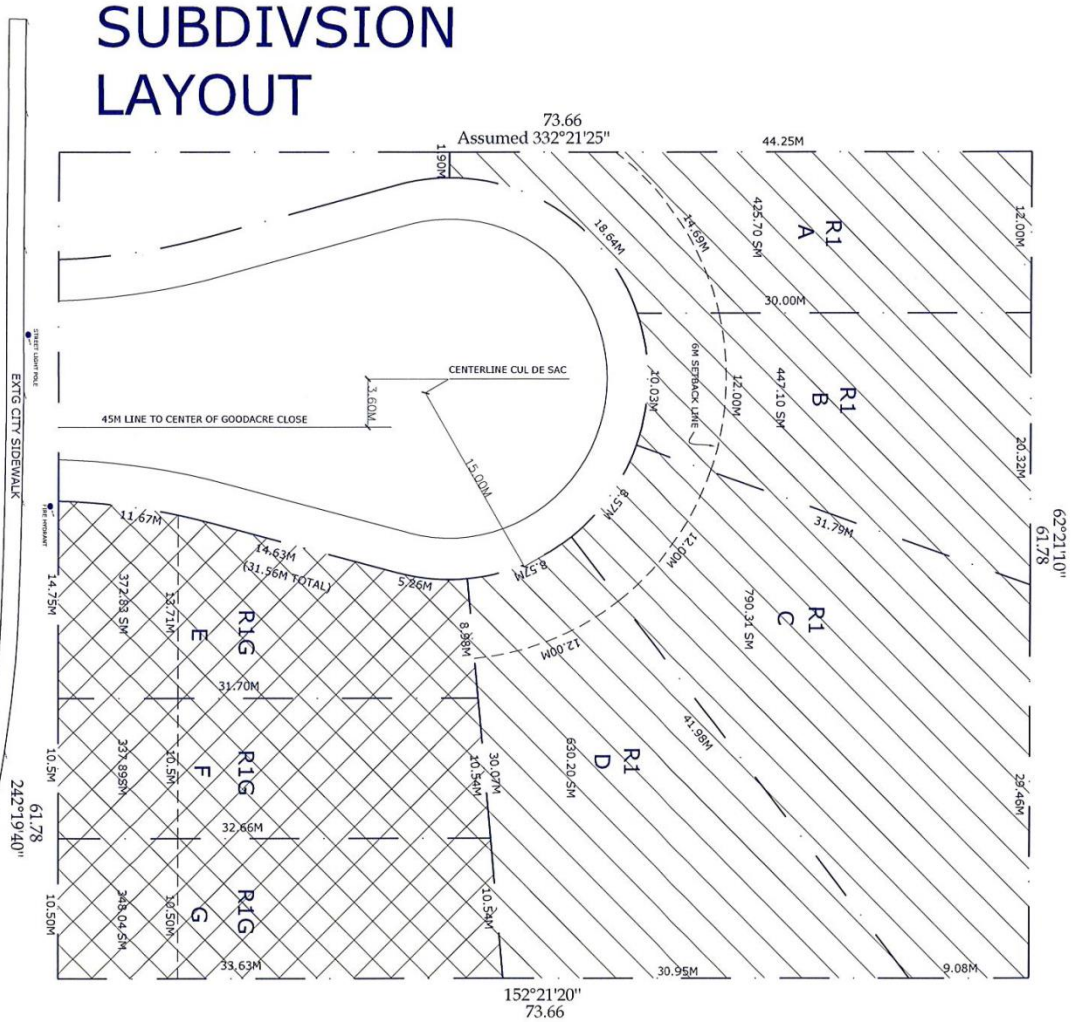 SUBDIVSION
LAYOUT
73.66
Assumed 332°21'25"
44.25M
1.90M
12.00M
425.70 SM
R1
A
18.64M
14.69M
30.00M
STREET LIGHT POLE
EXTG CITY SIDEWALK
CENTERLINE CUL DE SAC
3.60M
45M LINE TO CENTER OF GOODACRE CLOSE
15.00M
10.03M
6M SETBACK LINE
12.00M
447.10 SM
R1
B
20.32M
62°21'10"
61.78
31.79M
8.57M
12.00M
8.57M
FIRE HYDRANT
11.67M
14.63M
(31.56M TOTAL)
5.26M
14.75M
372.83 SM
13.71M
R1G
E
8.98M
12.00M
790.31 SM
R1
C
31.70M
41.98M
10.5M
337.89SM
10.5M
R1G
F
10.54M
30.07M
630.20 SM
R1
D
29.46M
32.66M
61.78
242°19'40"
10.50M
348.04 SM
10.50M
R1G
G
10.54M
33.63M
30.95M
9.08M
152°21'20"
73.66